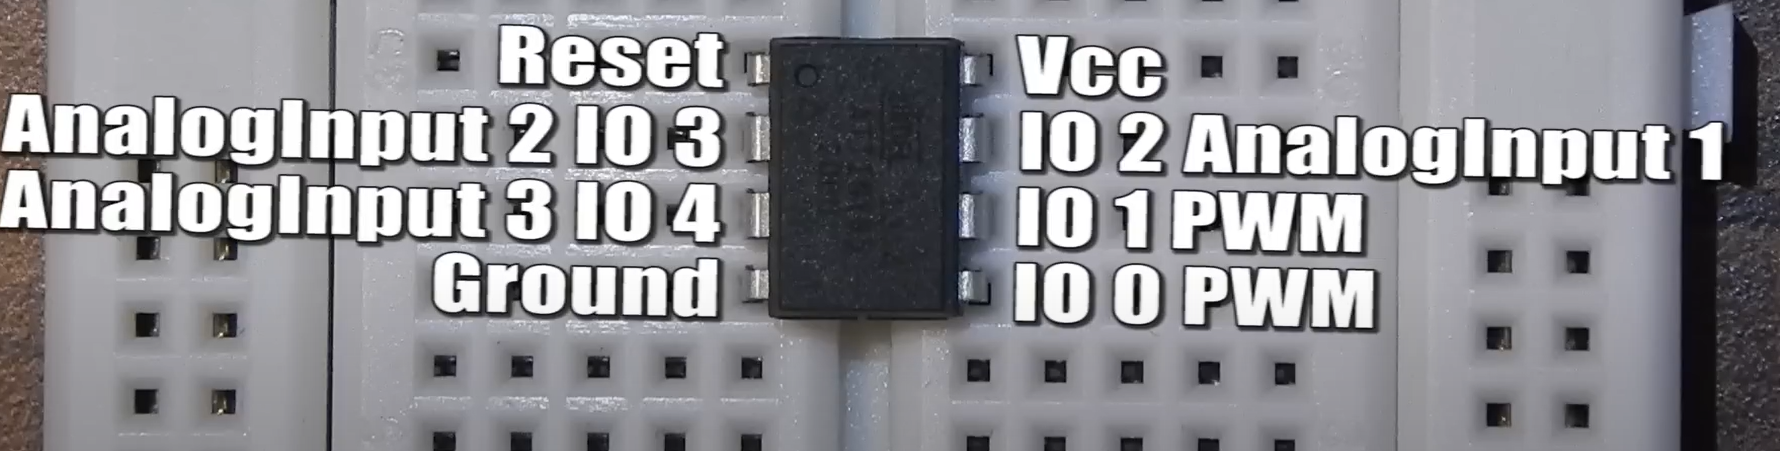 Reset
AnalogInput 2 IO 3
AnalogInput 3 IO 4
Ground
Vcc
IO 2 AnalogInput 1
IO 1 PWM
IO 0 PWM